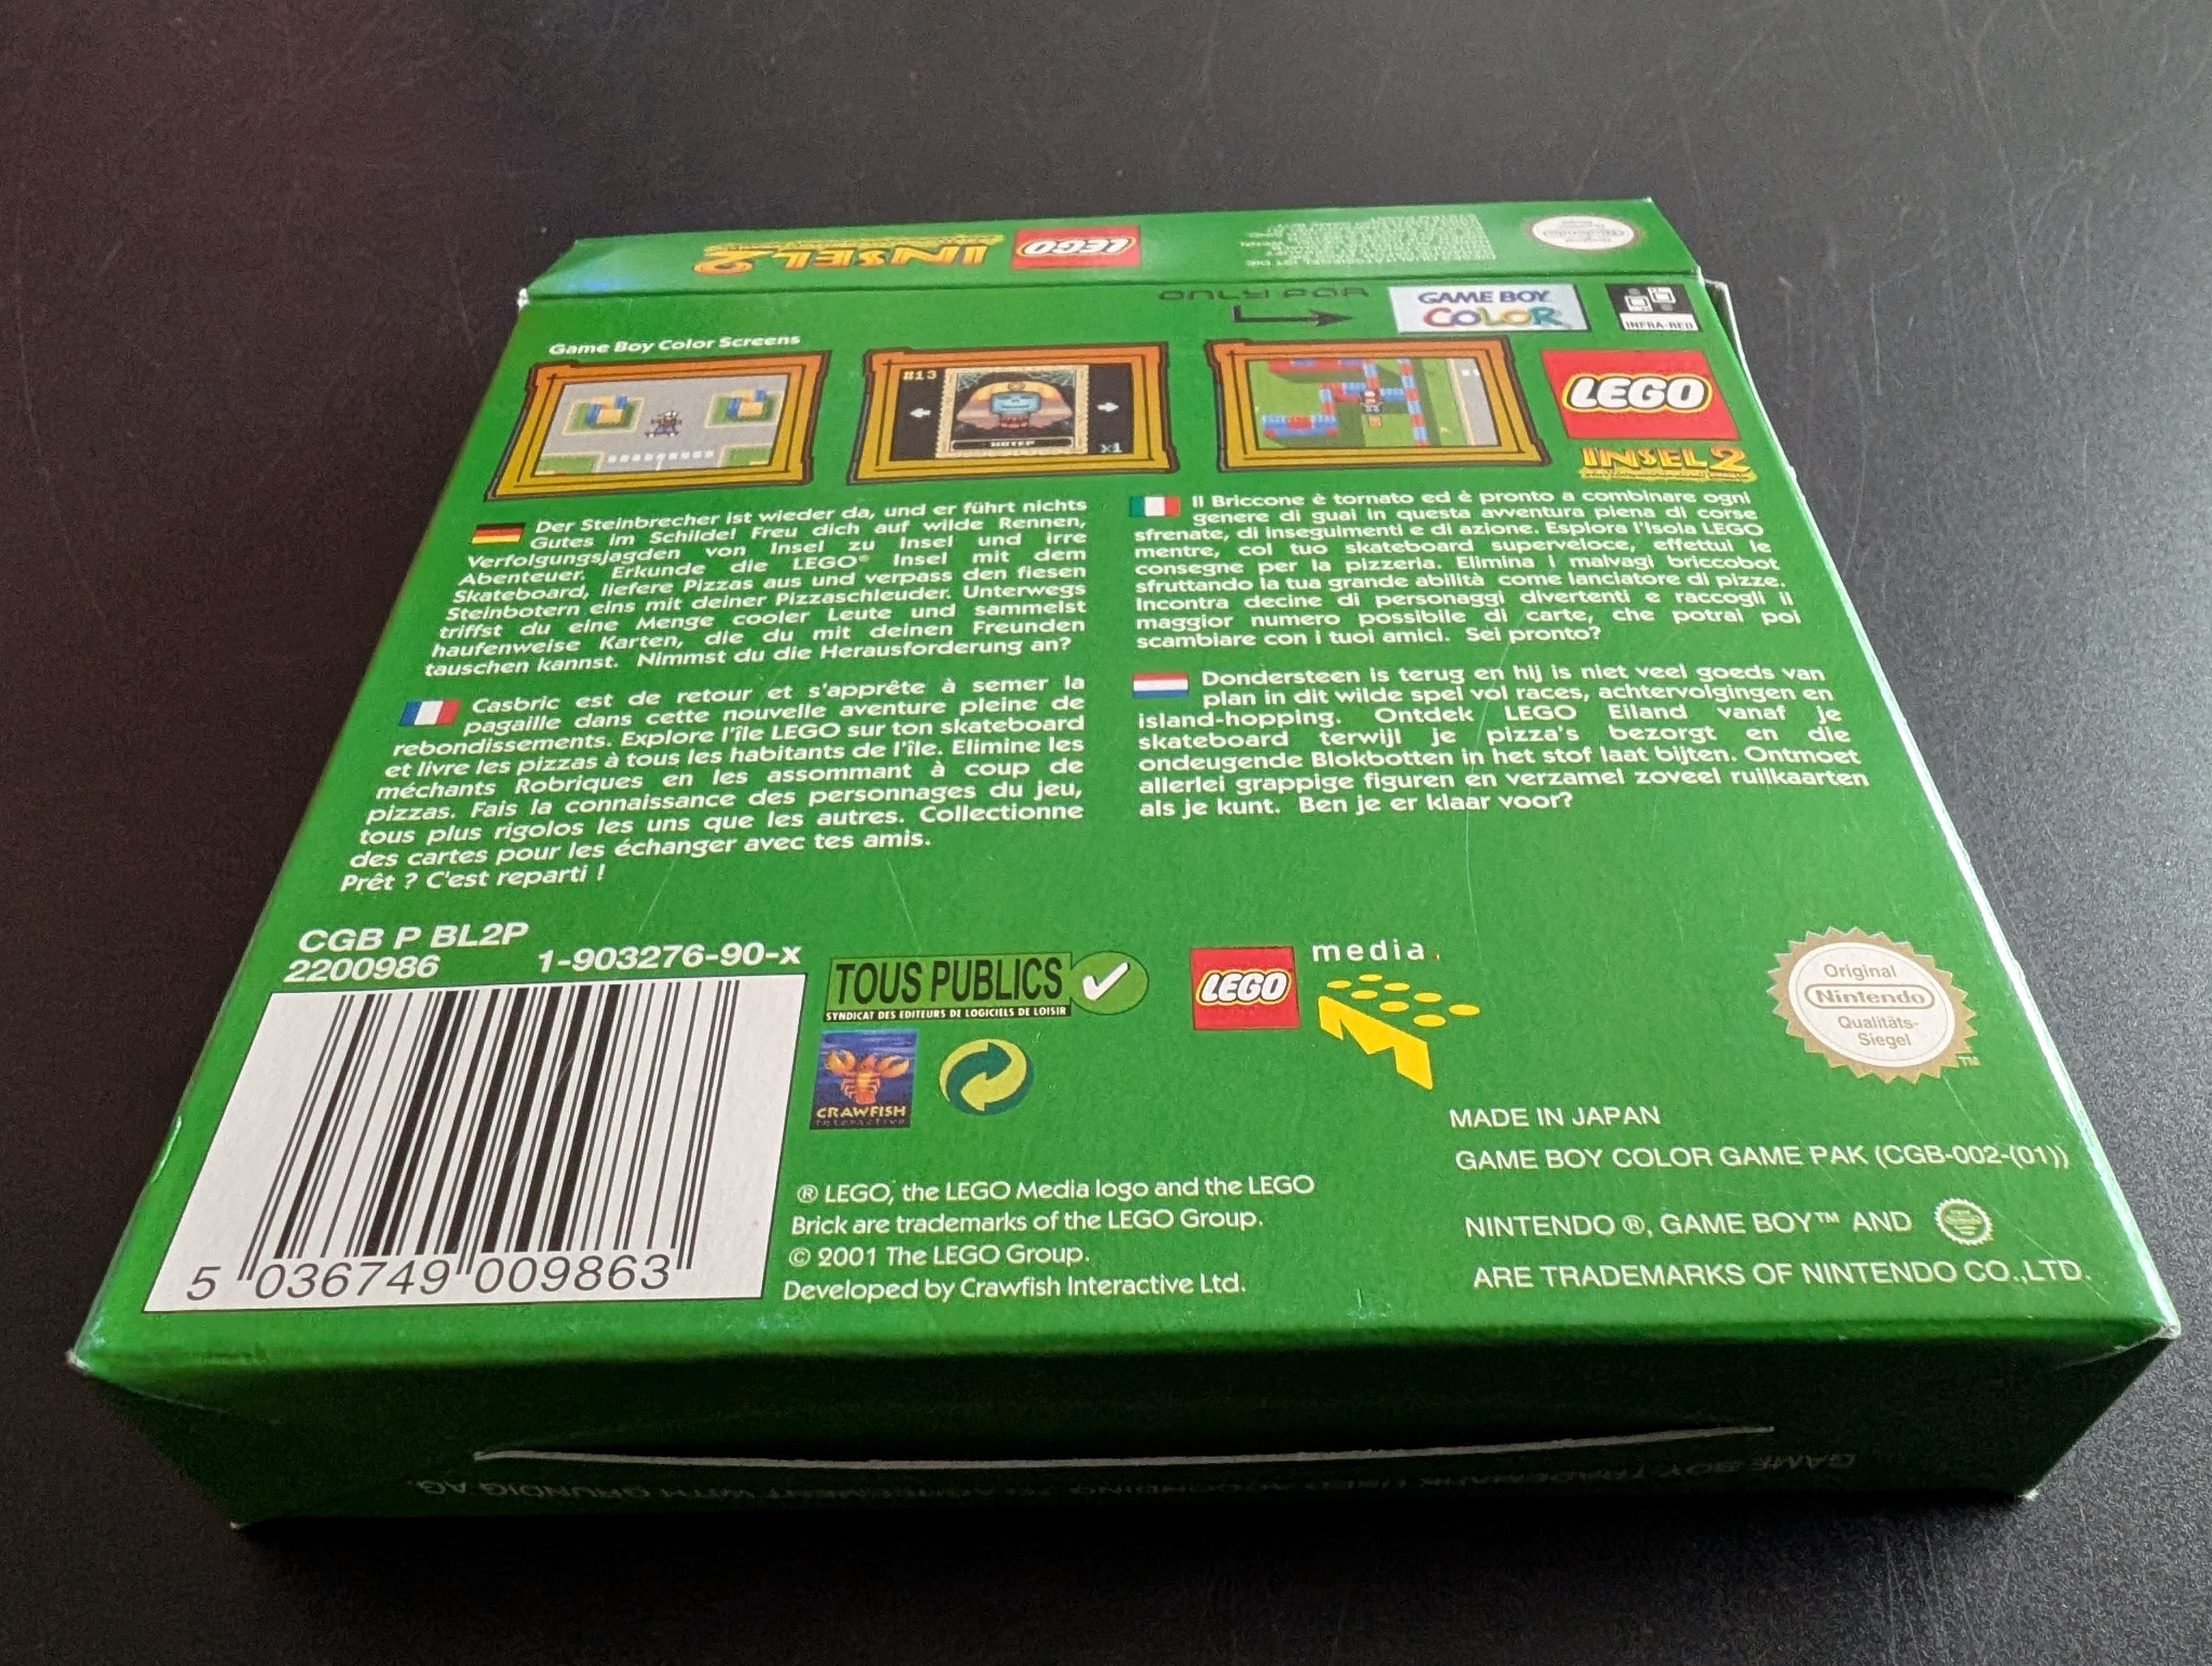 INSEL 2
LEGO
ONLY FOR
GAME BOY
COLOR
INFRA-RED
Game Boy Color Screens
#13
HOTEP
x1
LEGO
INSEL 2
Der Steinbrecher ist wieder da, und er führt nichts
Gutes im Schilde! Freu dich auf wilde Rennen,
Verfolgungsjagden von Insel zu Insel und irre
Abenteuer. Erkunde die LEGO® Insel mit dem
Skateboard, liefere Pizzas aus und verpass den fiesen
Steinbotern eins mit deiner Pizzaschleuder. Unterwegs
triffst du eine Menge cooler Leute und sammelst
haufenweise Karten, die du mit deinen Freunden
tauschen kannst. Nimmst du die Herausforderung an?
Casbric est de retour et s'apprête à semer la
pagaille dans cette nouvelle aventure pleine de
rebondissements. Explore l'île LEGO sur ton skateboard
et livre les pizzas à tous les habitants de l'île. Elimine les
méchants Robriques en les assommant à coup de
pizzas. Fais la connaissance des personnages du jeu,
tous plus rigolos les uns que les autres. Collectionne
des cartes pour les échanger avec tes amis.
Prêt ? C'est reparti !
Il Briccone è tornato ed è pronto a combinare ogni
genere di guai in questa avventura piena di corse
sfrenate, di inseguimenti e di azione. Esplora l'Isola LEGO
mentre, col tuo skateboard superveloce, effettui le
consegne per la pizzeria. Elimina i malvagi briccobot
sfruttando la tua grande abilità come lanciatore di pizze.
Incontra decine di personaggi divertenti e raccogli il
maggior numero possibile di carte, che potrai poi
scambiare con i tuoi amici. Sei pronto?
Dondersteen is terug en hij is niet veel goeds van
plan in dit wilde spel vol races, achtervolgingen en
island-hopping. Ontdek LEGO Eiland vanaf je
skateboard terwijl je pizza's bezorgt en die
ondeugende Blokbotten in het stof laat bijten. Ontmoet
allerlei grappige figuren en verzamel zoveel ruilkaarten
als je kunt. Ben je er klaar voor?
CGB P BL2P
2200986
1-903276-90-x
5 036749 009863
TOUS PUBLICS
SYNDICAT DES EDITEURS DE LOGICIELS DE LOISIR
CRAWFISH
interactive
LEGO
media
Original
Nintendo
Qualitäts-
Siegel
TM
® LEGO, the LEGO Media logo and the LEGO
Brick are trademarks of the LEGO Group.
© 2001 The LEGO Group.
Developed by Crawfish Interactive Ltd.
MADE IN JAPAN
GAME BOY COLOR GAME PAK (CGB-002-(01))
NINTENDO ®, GAME BOY™ AND
ARE TRADEMARKS OF NINTENDO CO.,LTD.
GAME BOY TRADEMARK USED ACCORDING TO AGREEMENT WITH GRUNDIG AG.